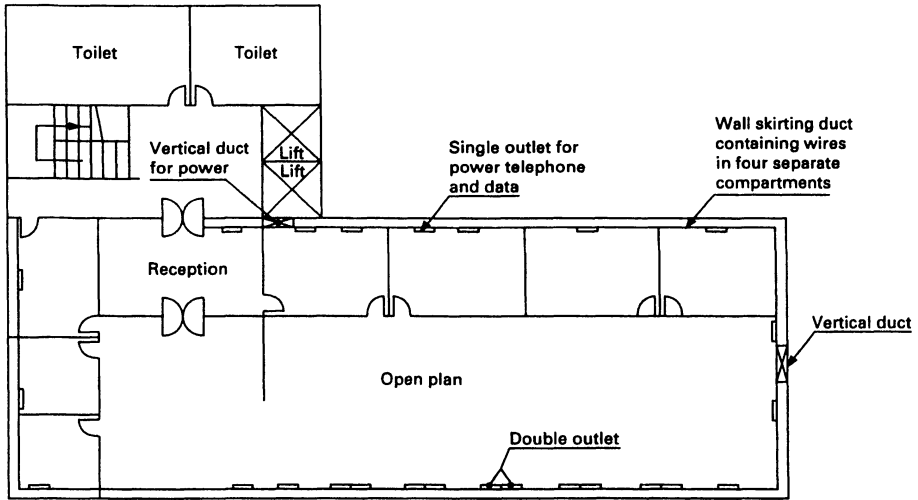 Toilet
Toilet
Vertical duct
for power
Lift
Lift
Single outlet for
power telephone
and data
Wall skirting duct
containing wires
in four separate
compartments
Reception
Vertical duct
Open plan
Double outlet